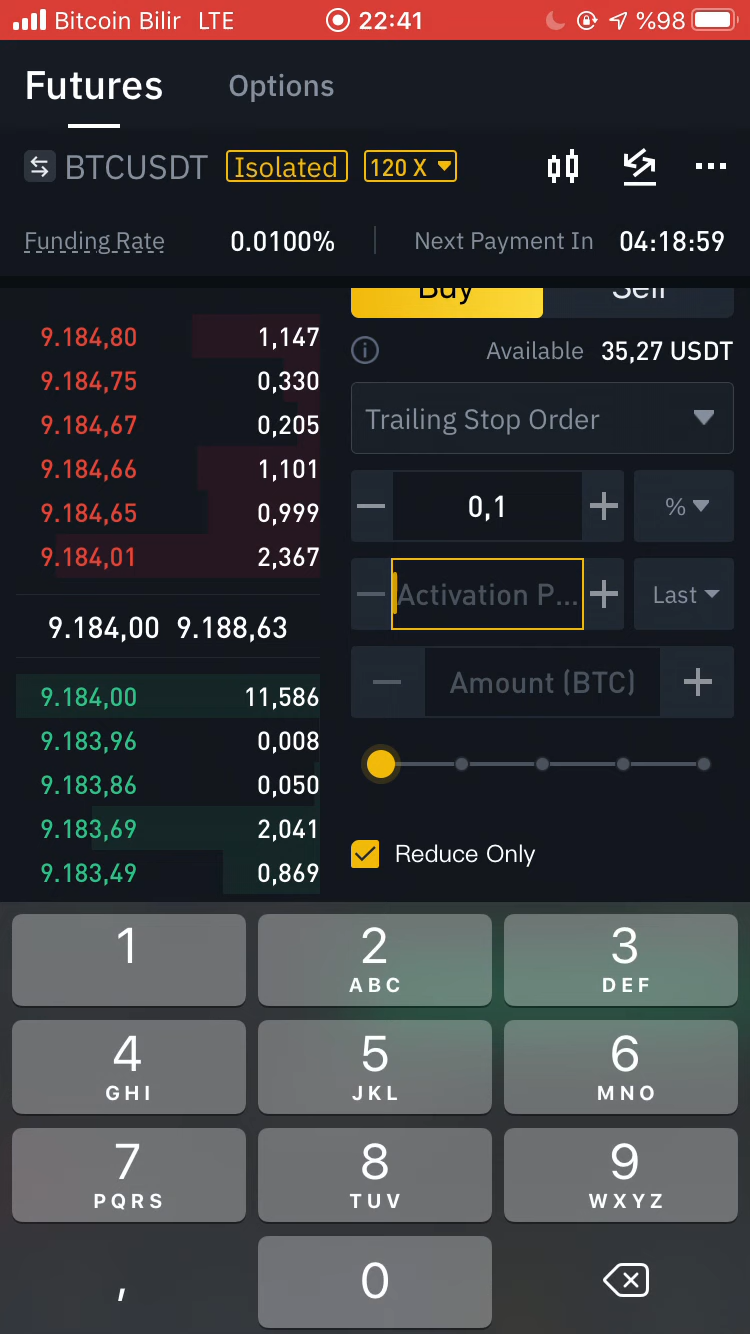 Bitcoin Bilir LTE 22:41 %98
Futures Options
BTCUSDT Isolated 120 X
Funding Rate 0.0100% Next Payment In 04:18:59
Buy Sell
9.184,80 1,147
9.184,75 0,330
9.184,67 0,205
9.184,66 1,101
9.184,65 0,999
9.184,01 2,367
9.184,00 9.188,63
9.184,00 11,586
9.183,96 0,008
9.183,86 0,050
9.183,69 2,041
9.183,49 0,869
Available 35,27 USDT
Trailing Stop Order
0,1 %
Activation P... Last
Amount (BTC)
Reduce Only
1 2 3
ABC DEF
4 5 6
GHI JKL MNO
7 8 9
PQRS TUV WXYZ
, 0